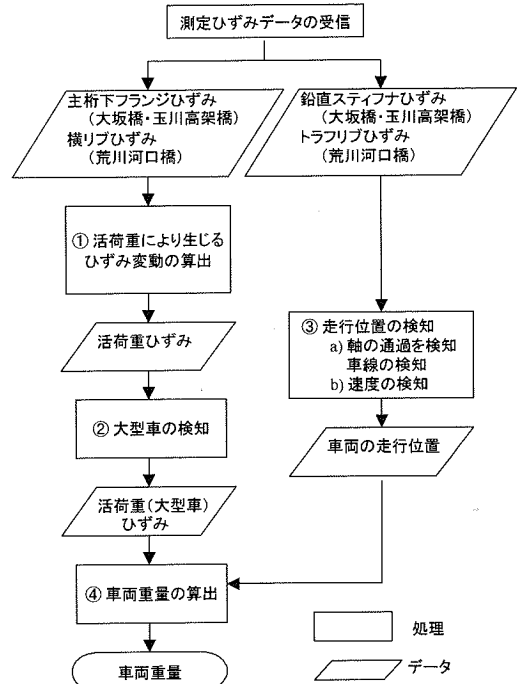 測定ひずみデータの受信
主桁下フランジひずみ
（大坂橋・玉川高架橋）
横リブひずみ
（荒川河口橋）
鉛直スティフナひずみ
（大坂橋・玉川高架橋）
トラフリブひずみ
（荒川河口橋）
① 活荷重により生じる
ひずみ変動の算出
活荷重ひずみ
② 大型車の検知
活荷重（大型車）
ひずみ
③ 走行位置の検知
a) 軸の通過を検知
車線の検知
b) 速度の検知
車両の走行位置
④ 車両重量の算出
車両重量
処理
データ